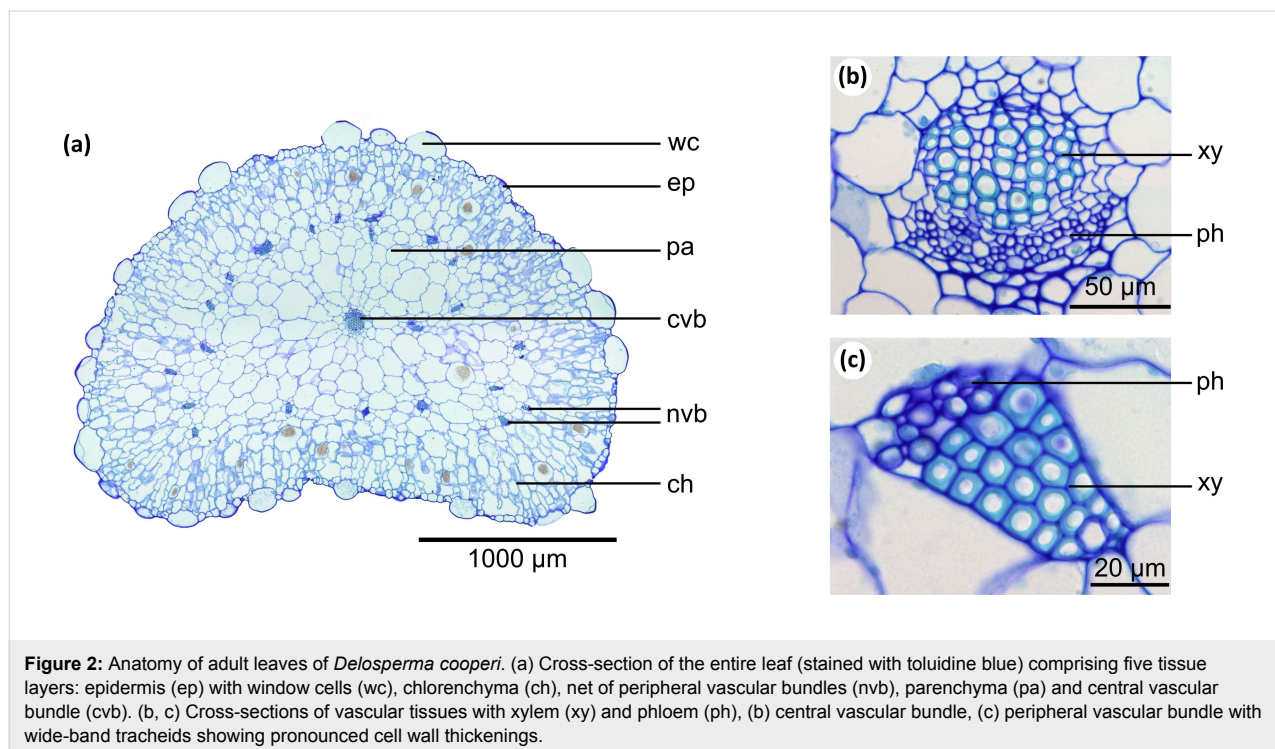 (a)
wc
ep
pa
cvb
nvb
ch
1000 µm
(b)
xy
ph
50 µm
(c)
ph
xy
20 µm
Figure 2: Anatomy of adult leaves of Delosperma cooperi. (a) Cross-section of the entire leaf (stained with toluidine blue) comprising five tissue
layers: epidermis (ep) with window cells (wc), chlorenchyma (ch), net of peripheral vascular bundles (nvb), parenchyma (pa) and central vascular
bundle (cvb). (b, c) Cross-sections of vascular tissues with xylem (xy) and phloem (ph), (b) central vascular bundle, (c) peripheral vascular bundle with
wide-band tracheids showing pronounced cell wall thickenings.